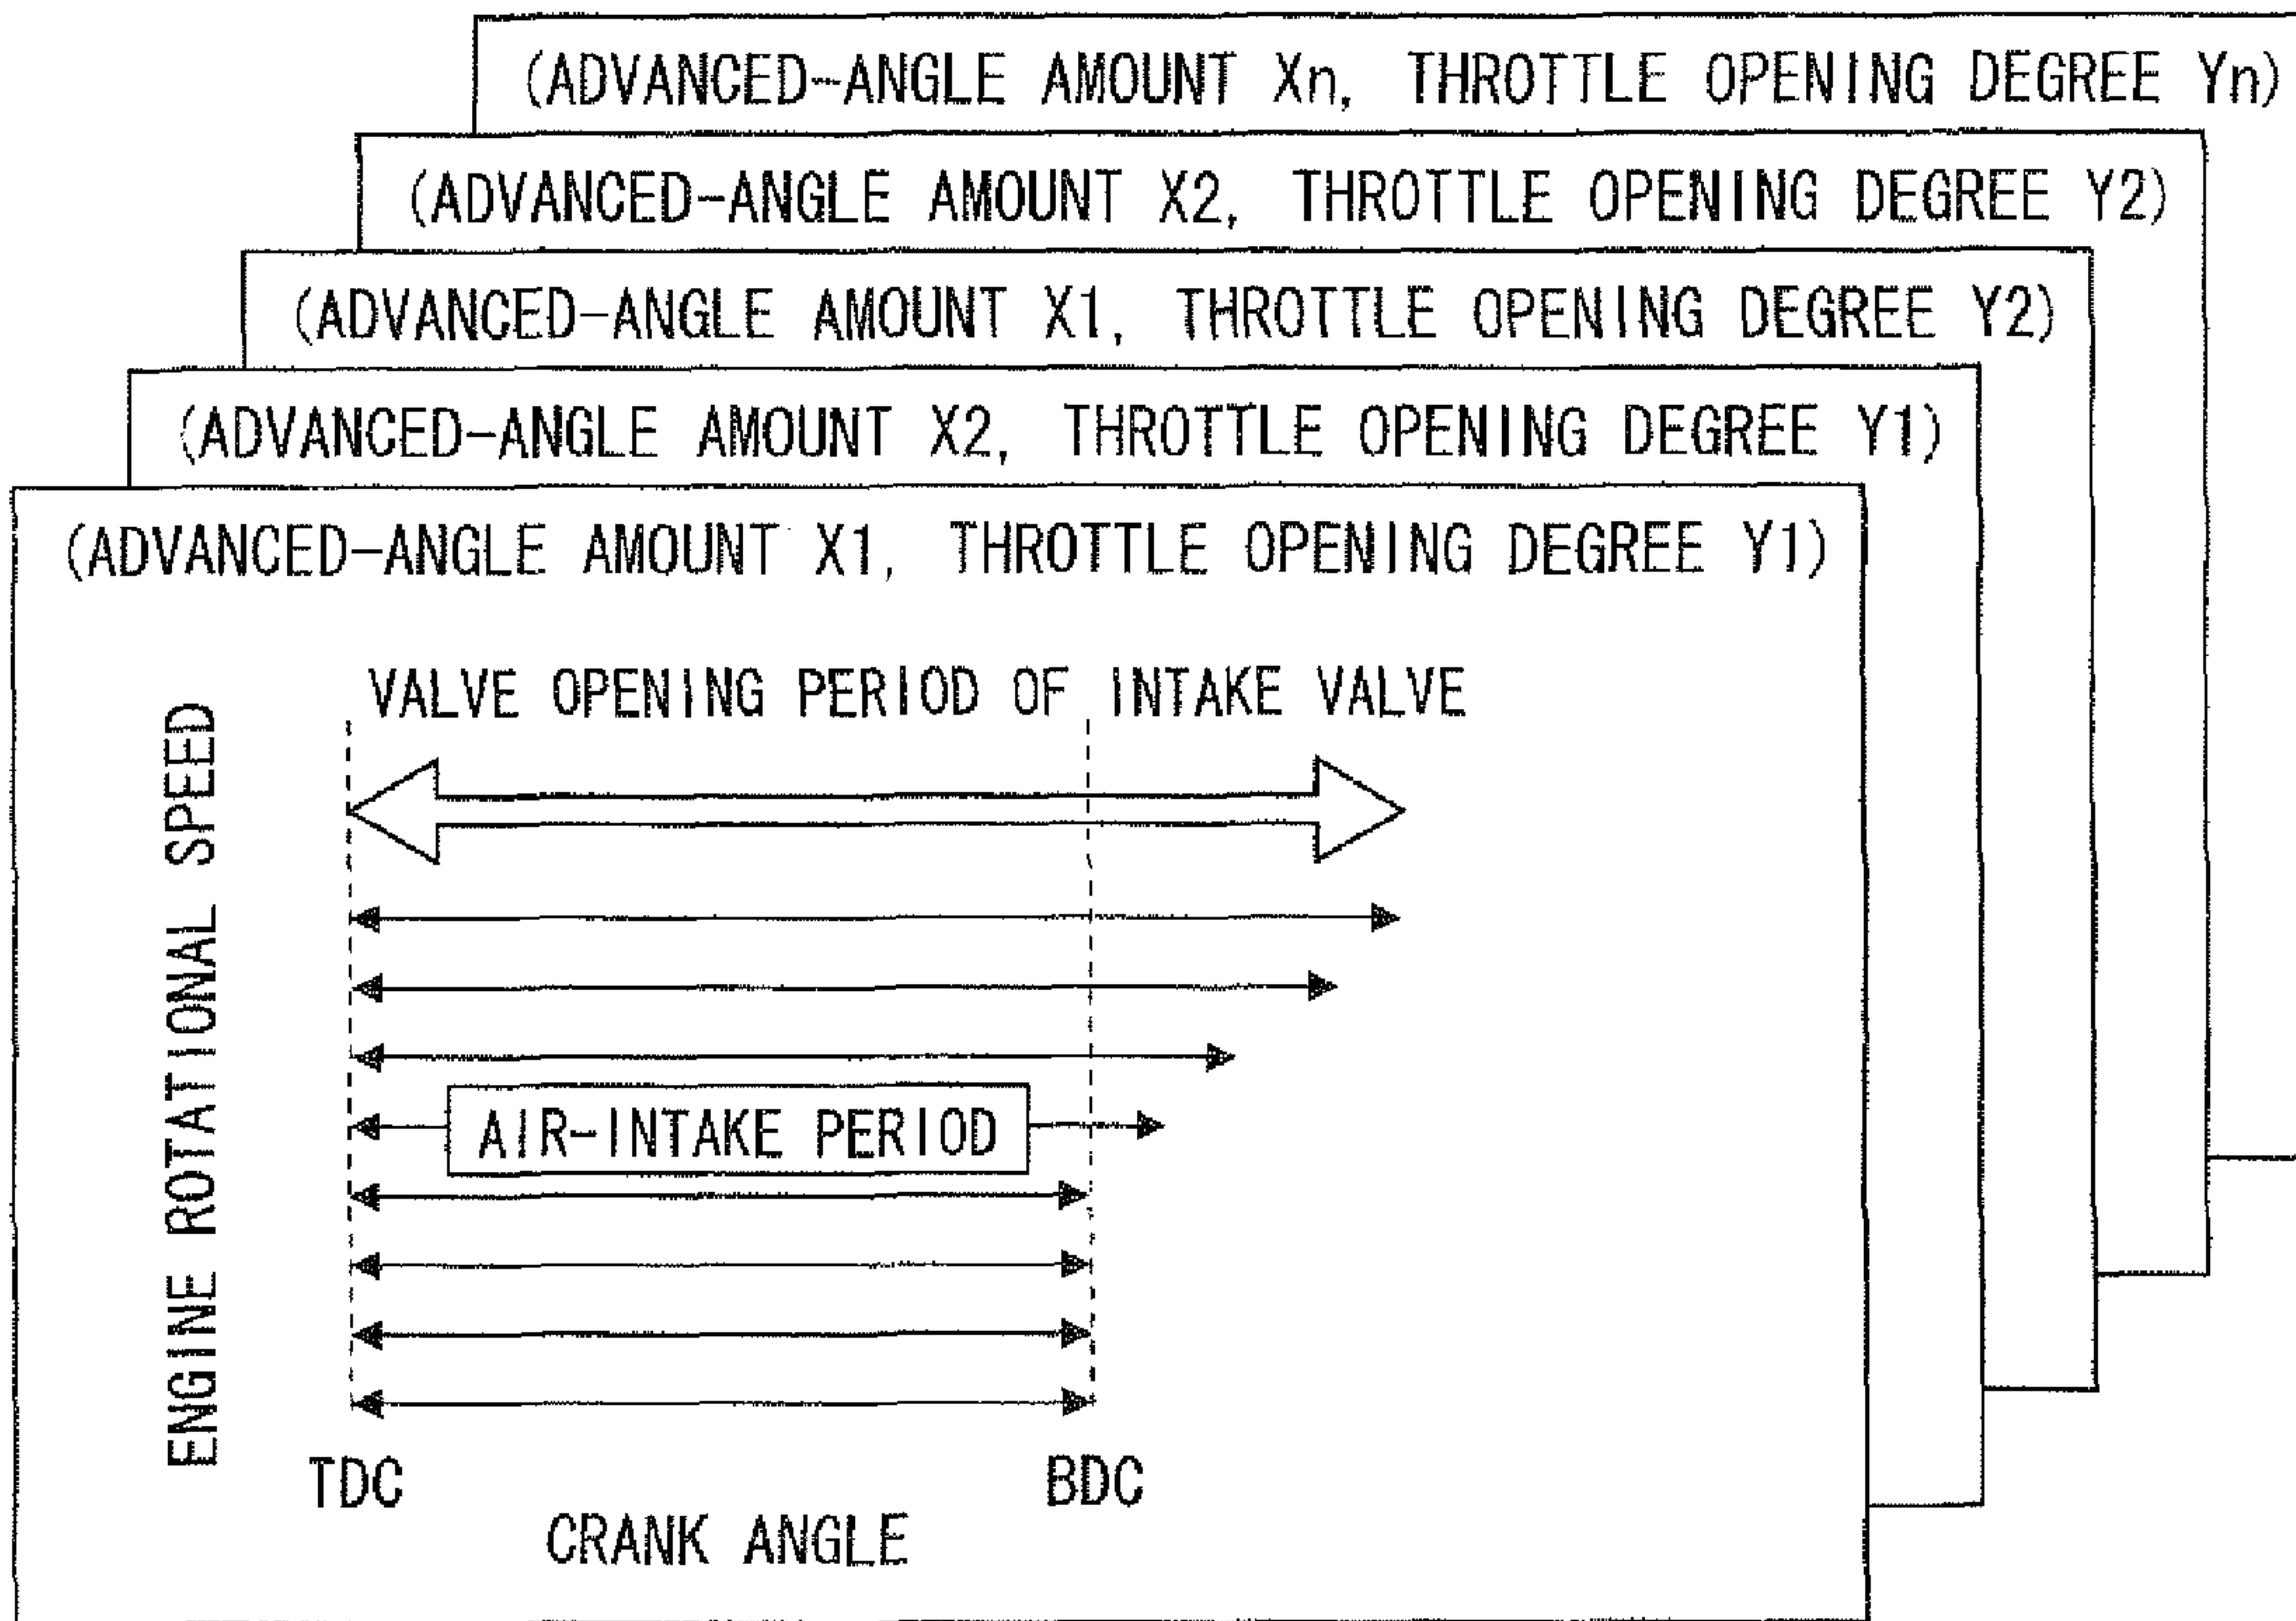 (ADVANCED-ANGLE AMOUNT Xn, THROTTLE OPENING DEGREE Yn)
(ADVANCED-ANGLE AMOUNT X2, THROTTLE OPENING DEGREE Y2)
(ADVANCED-ANGLE AMOUNT X1, THROTTLE OPENING DEGREE Y2)
(ADVANCED-ANGLE AMOUNT X2, THROTTLE OPENING DEGREE Y1)
(ADVANCED-ANGLE AMOUNT X1, THROTTLE OPENING DEGREE Y1)
VALVE OPENING PERIOD OF INTAKE VALVE
ENGINE ROTATIONAL SPEED
AIR-INTAKE PERIOD
TDC BDC
CRANK ANGLE